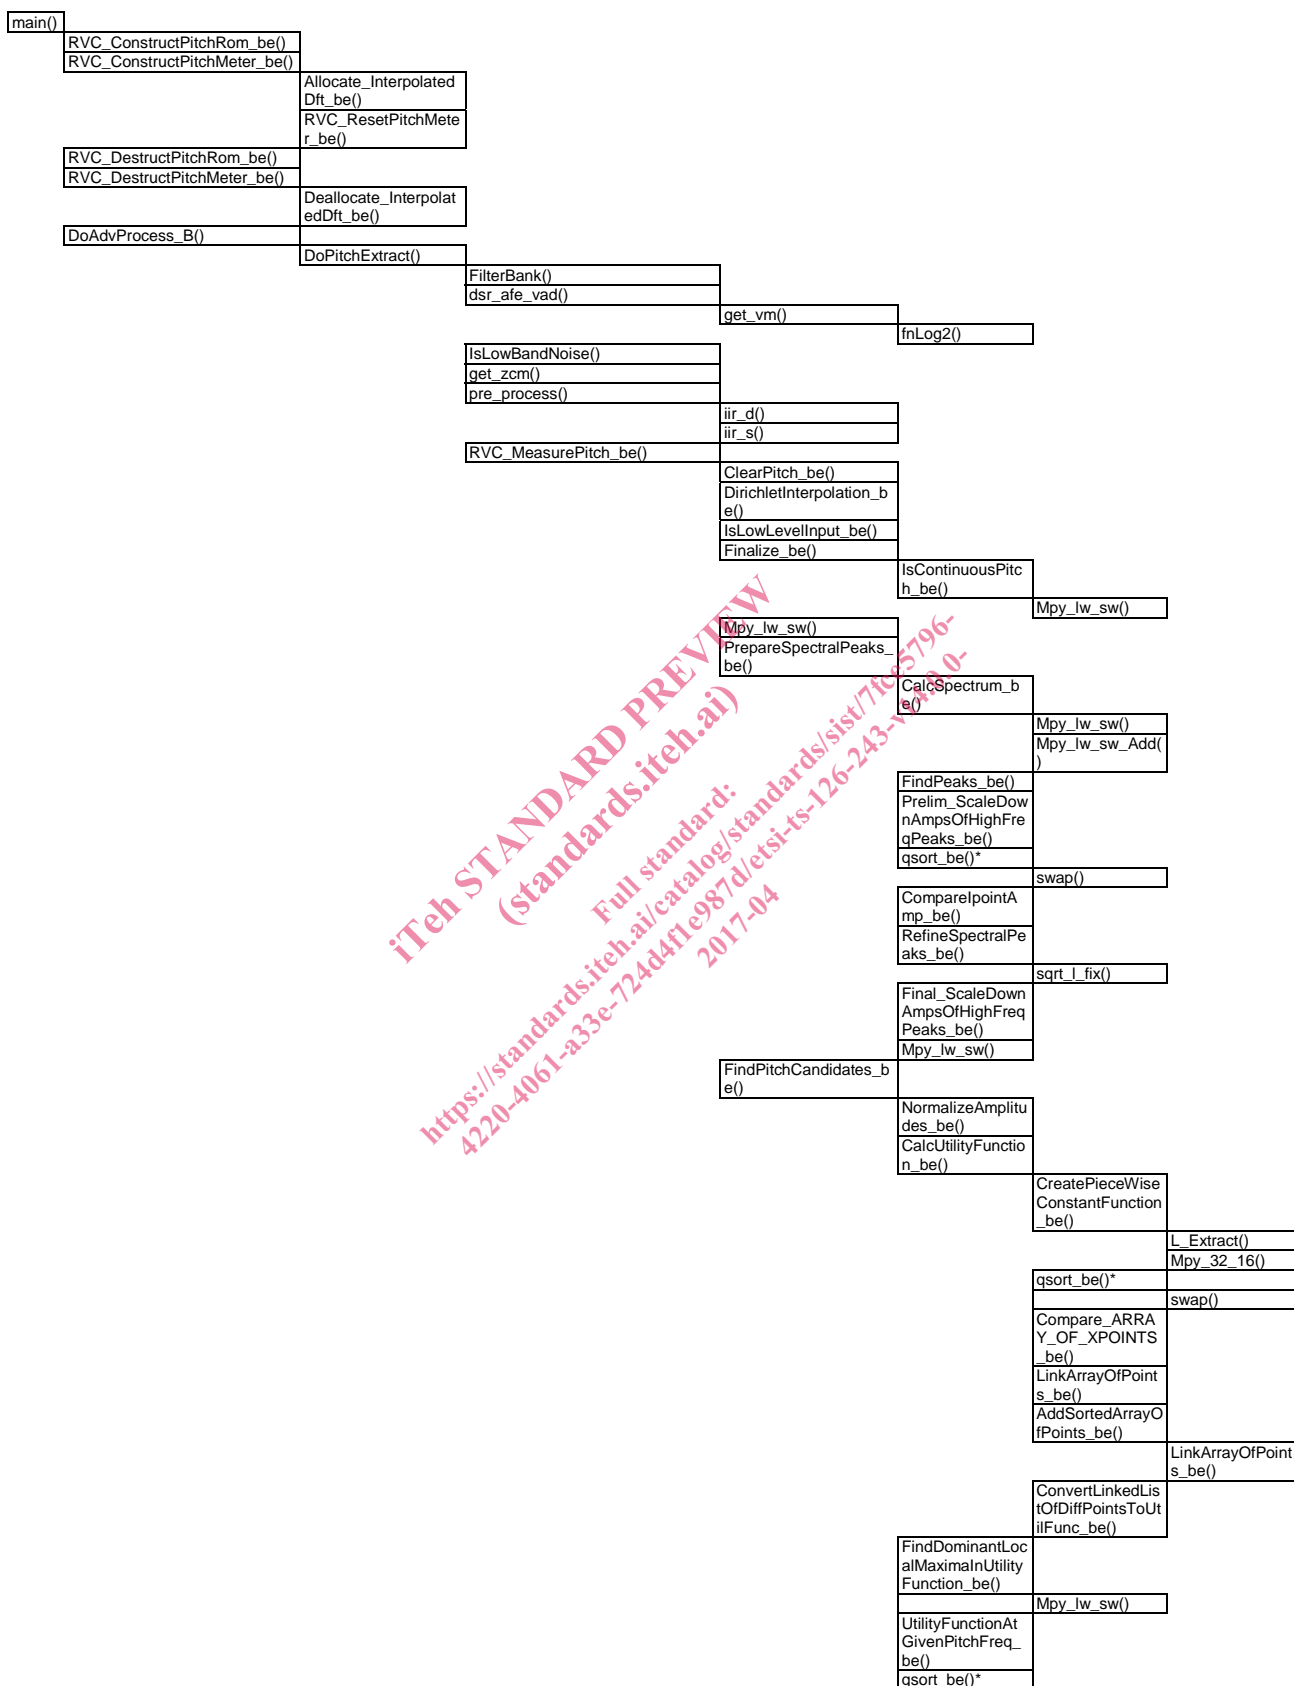 main()
RVC_ConstructPitchRom_be()
RVC_ConstructPitchMeter_be()
Allocate_Interpolated
Dft_be()
RVC_ResetPitchMete
r_be()
RVC_DestructPitchRom_be()
RVC_DestructPitchMeter_be()
Deallocate_Interpolat
edDft_be()
DoAdvProcess_B()
DoPitchExtract()
FilterBank()
dsr_afe_vad()
get_vm()
fnLog2()
IsLowBandNoise()
get_zcm()
pre_process()
iir_d()
iir_s()
RVC_MeasurePitch_be()
ClearPitch_be()
DirichletInterpolation_b
e()
IsLowLevelInput_be()
Finalize_be()
IsContinuousPitc
h_be()
Mpy_lw_sw()
Mpy_lw_sw()
PrepareSpectralPeaks_
be()
CalcSpectrum_b
e()
Mpy_lw_sw()
Mpy_lw_sw_Add(
)
FindPeaks_be()
Prelim_ScaleDow
nAmpsOfHighFre
qPeaks_be()
qsort_be()*
swap()
CompareIpointA
mp_be()
RefineSpectralPe
aks_be()
sqrt_l_fix()
Final_ScaleDown
AmpsOfHighFreq
Peaks_be()
Mpy_lw_sw()
FindPitchCandidates_b
e()
NormalizeAmplitu
des_be()
CalcUtilityFunctio
n_be()
CreatePieceWise
ConstantFunction
_be()
L_Extract()
Mpy_32_16()
qsort_be()*
swap()
Compare_ARRA
Y_OF_XPOINTS
_be()
LinkArrayOfPoint
s_be()
AddSortedArrayO
fPoints_be()
LinkArrayOfPoint
s_be()
ConvertLinkedLis
tOfDiffPointsToUt
ilFunc_be()
FindDominantLoc
alMaximaInUtility
Function_be()
Mpy_lw_sw()
UtilityFunctionAt
GivenPitchFreq_
be()
qsort_be()*
iTeh STANDARD PREVIEW
(standards.iteh.ai)
Full standard:
https://standards.iteh.ai/catalog/standards/sist/7fce5796-
4220-4061-a33e-724d4f1e987d/etsi-ts-126-243-v14.0.0-
2017-04